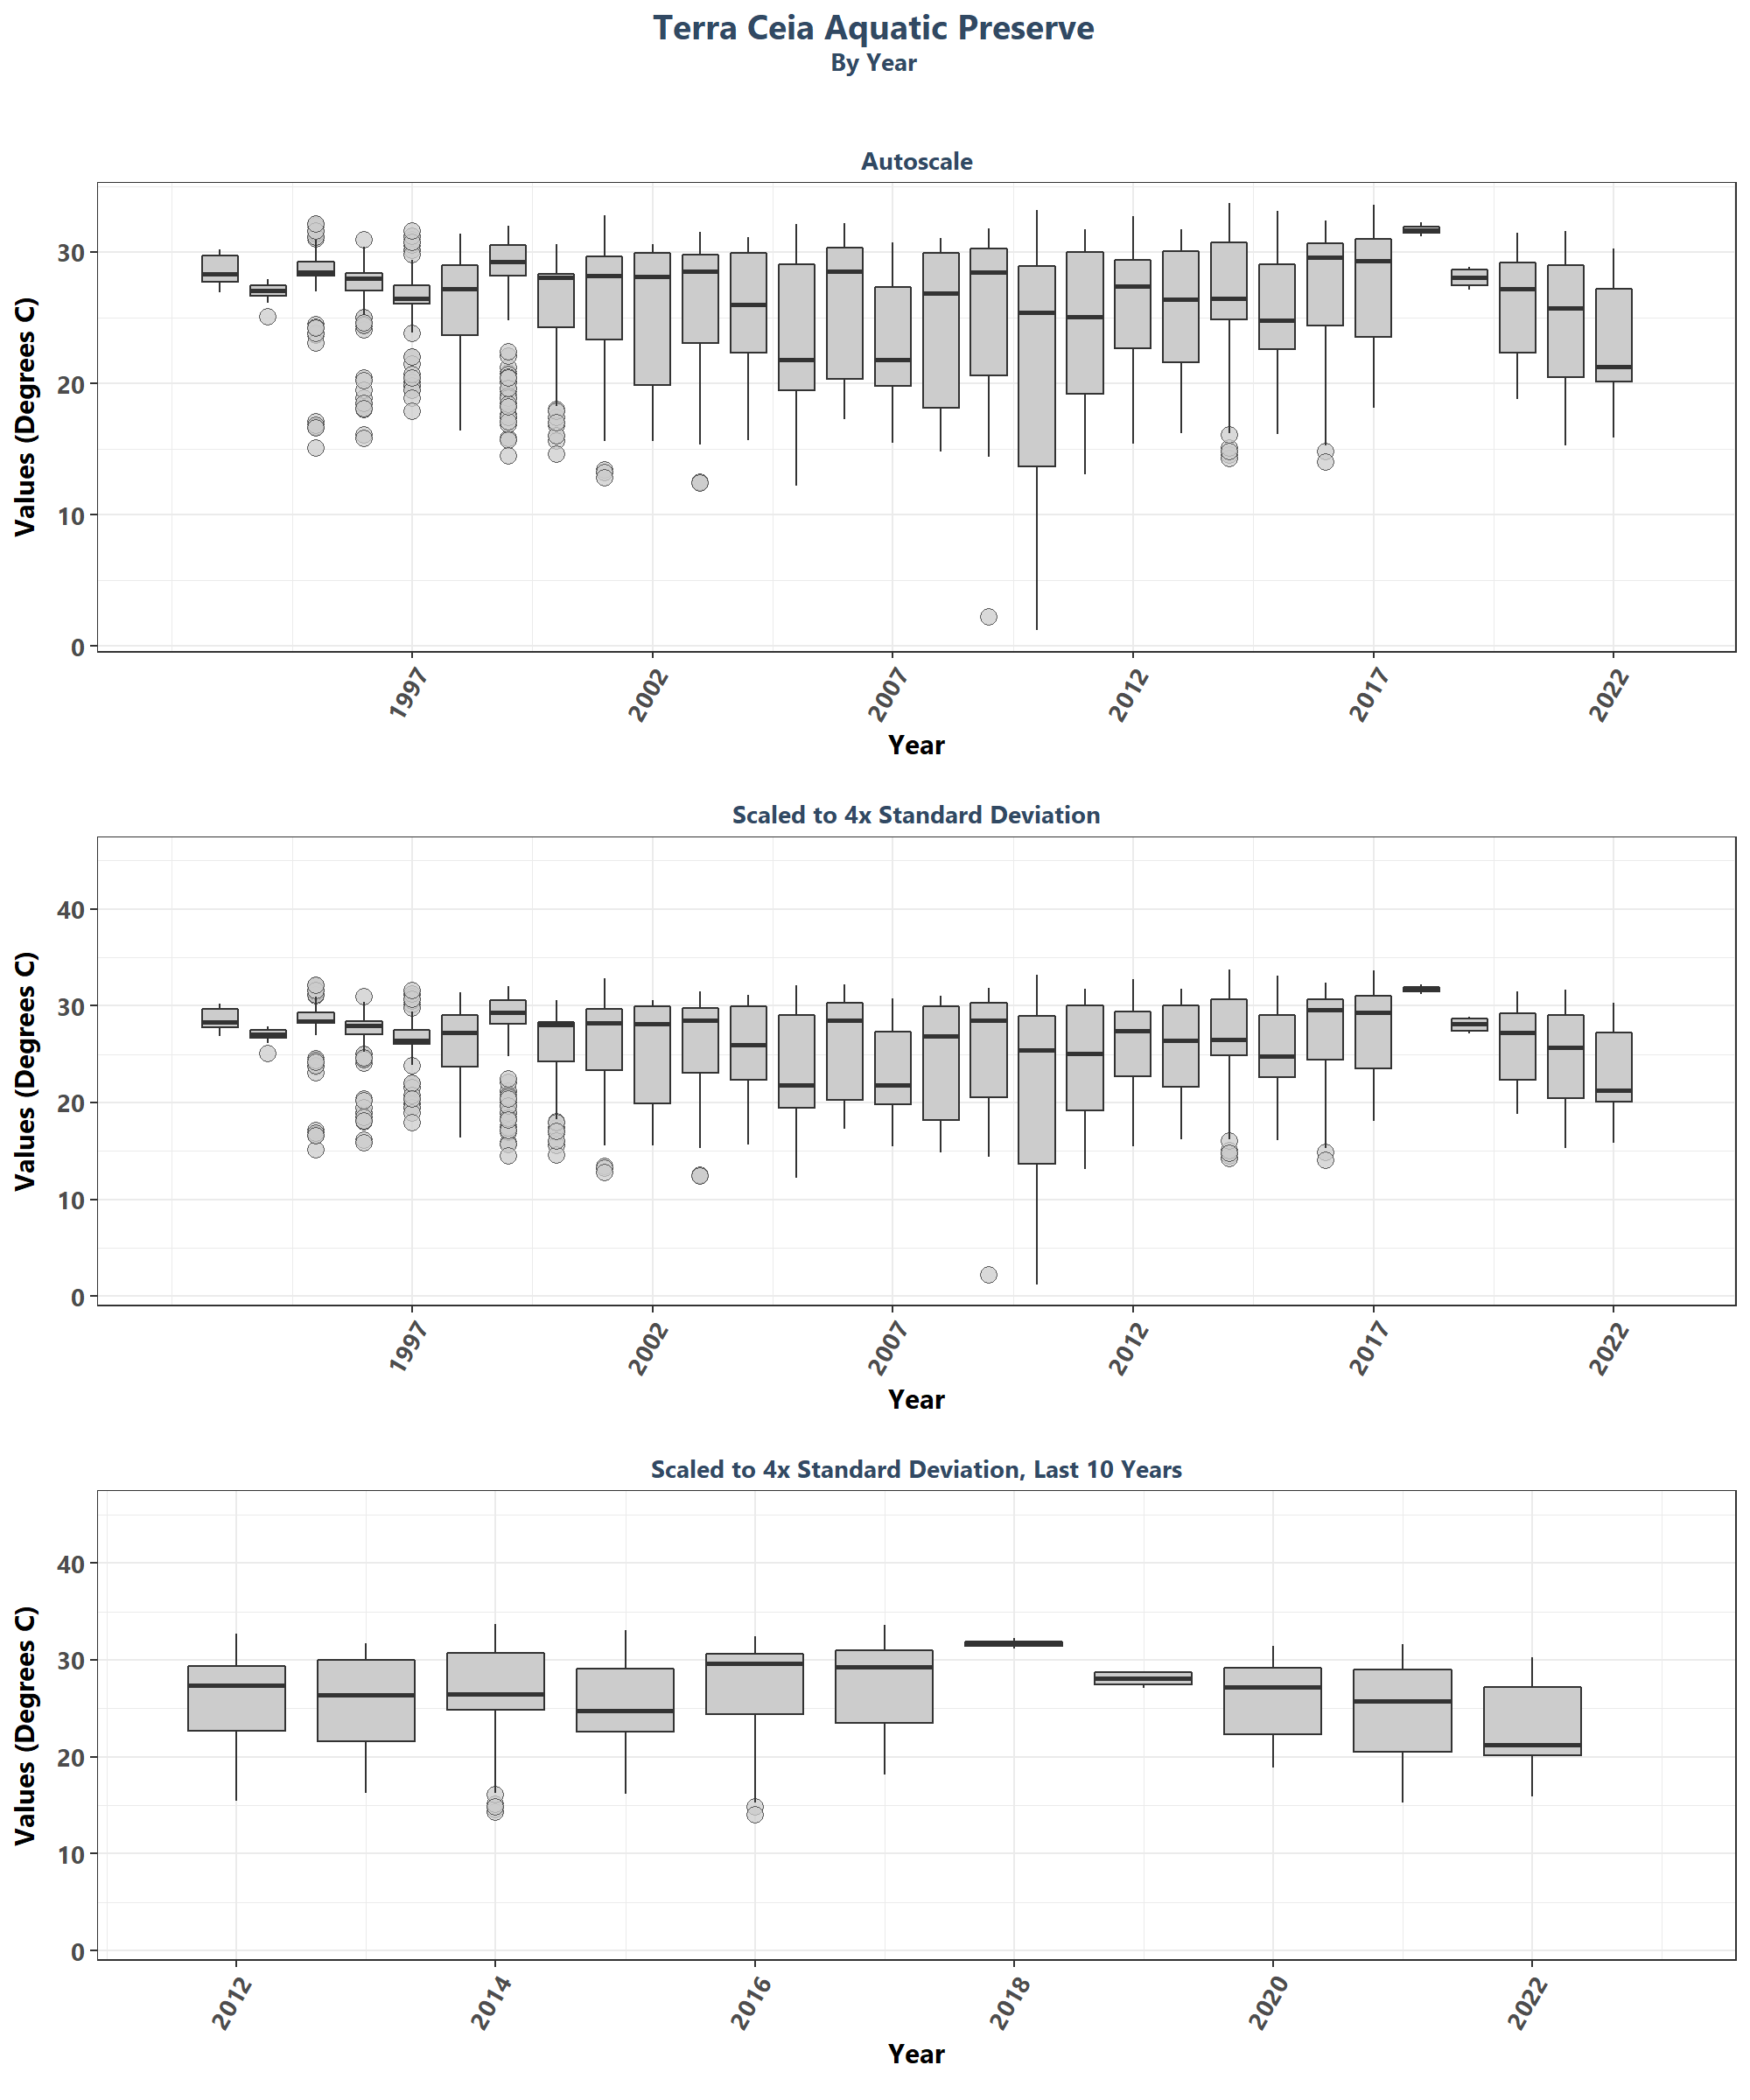 Terra Ceia Aquatic Preserve
By Year
Autoscale
Values (Degrees C)
30
20
10
0
1997
2002
2007
2012
2017
2022
Year
Scaled to 4x Standard Deviation
Values (Degrees C)
40
30
20
10
0
1997
2002
2007
2012
2017
2022
Year
Scaled to 4x Standard Deviation, Last 10 Years
Values (Degrees C)
40
30
20
10
0
2012
2014
2016
2018
2020
2022
Year